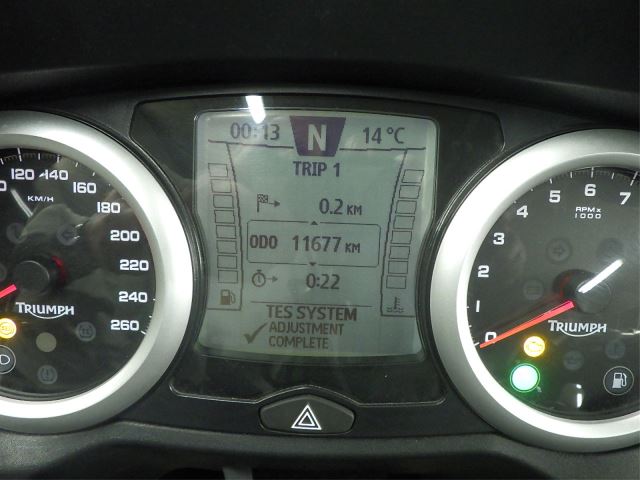 120 140
160
KM/H
180
200
220
240
260
TRIUMPH
00:13 N 14 °C
TRIP 1
0.2 KM
ODO 11677 KM
0:22
TES SYSTEM
ADJUSTMENT
COMPLETE
7
6
5
4
3
2
1
0
RPM x
1000
TRIUMPH